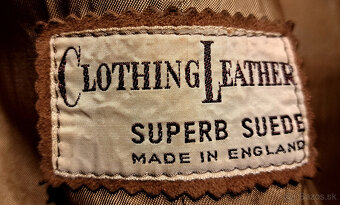 CLOTHING LEATHER
SUPERB SUEDE
MADE IN ENGLAND